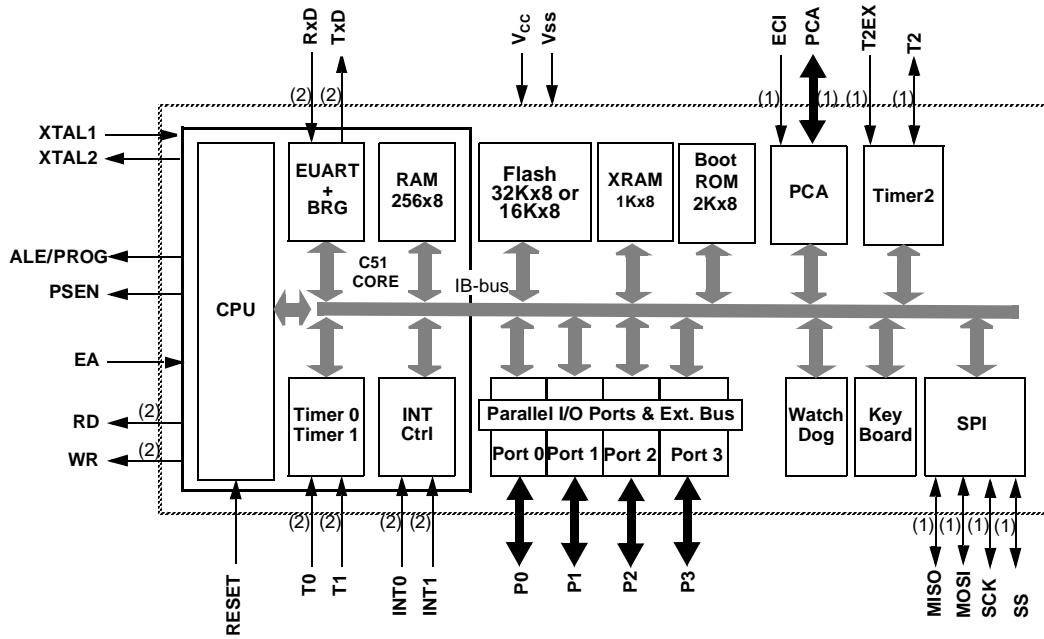 RxD
TxD
VCC
Vss
ECI
PCA
T2EX
T2
(2)
(2)
(1)
(1)
(1)
(1)
XTAL1
XTAL2
ALE/PROG
PSEN
EA
RD
(2)
WR
(2)
CPU
EUART
+
BRG
RAM
256x8
C51
CORE
IB-bus
Flash
32Kx8 or
16Kx8
XRAM
1Kx8
Boot
ROM
2Kx8
PCA
Timer2
Timer 0
Timer 1
INT
Ctrl
Parallel I/O Ports & Ext. Bus
Port 0
Port 1
Port 2
Port 3
Watch
Dog
Key
Board
SPI
(2)
(2)
(2)
(2)
(1)
(1)
(1)
(1)
RESET
T0
T1
INT0
INT1
P0
P1
P2
P3
MISO
MOSI
SCK
SS